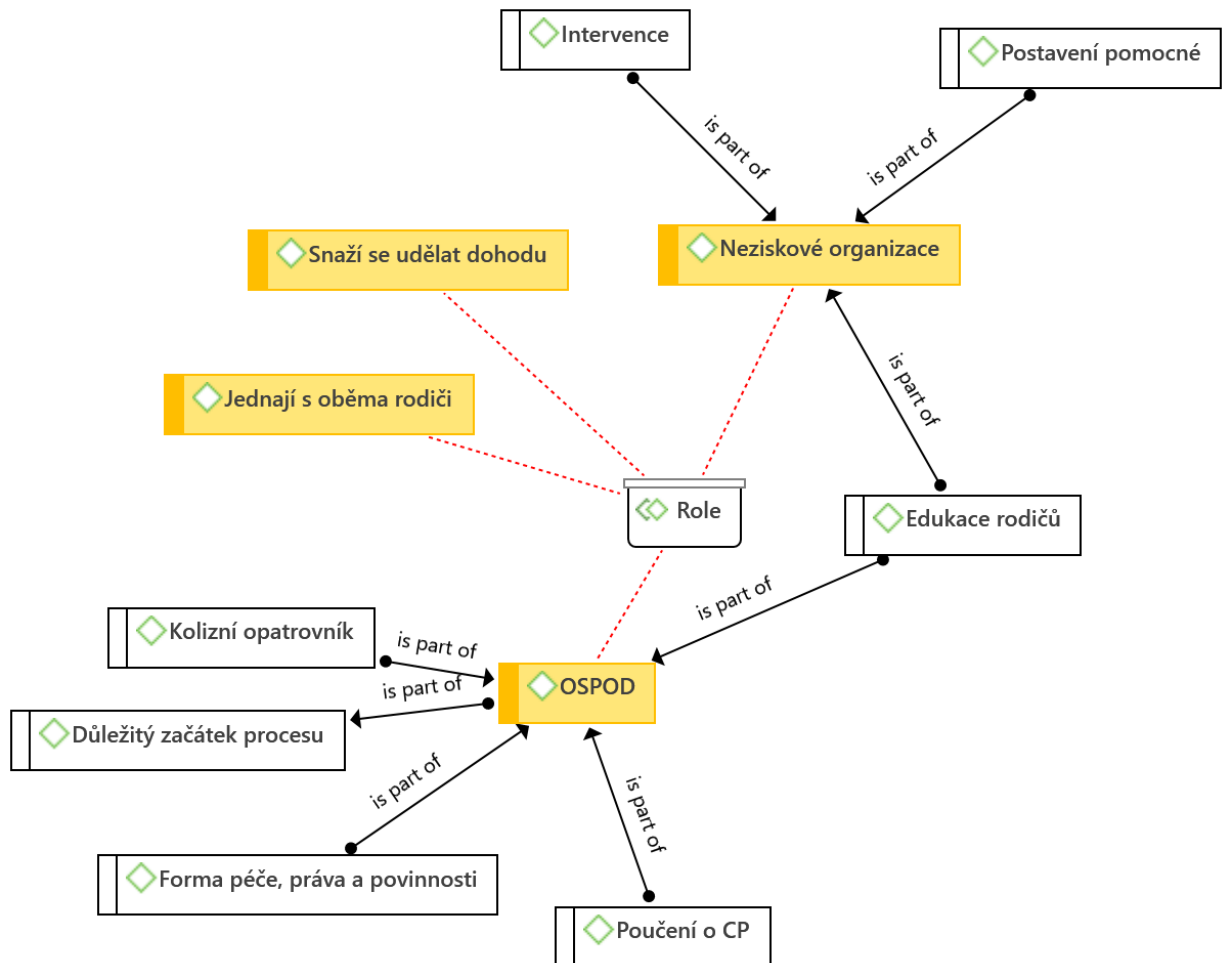 Intervence
Postavení pomocné
is part of
is part of
Snaží se udělat dohodu
Neziskové organizace
Jednají s oběma rodiči
is part of
Role
Edukace rodičů
is part of
Kolizní opatrovník
is part of
OSPOD
is part of
Důležitý začátek procesu
is part of
is part of
Forma péče, práva a povinnosti
Poučení o CP